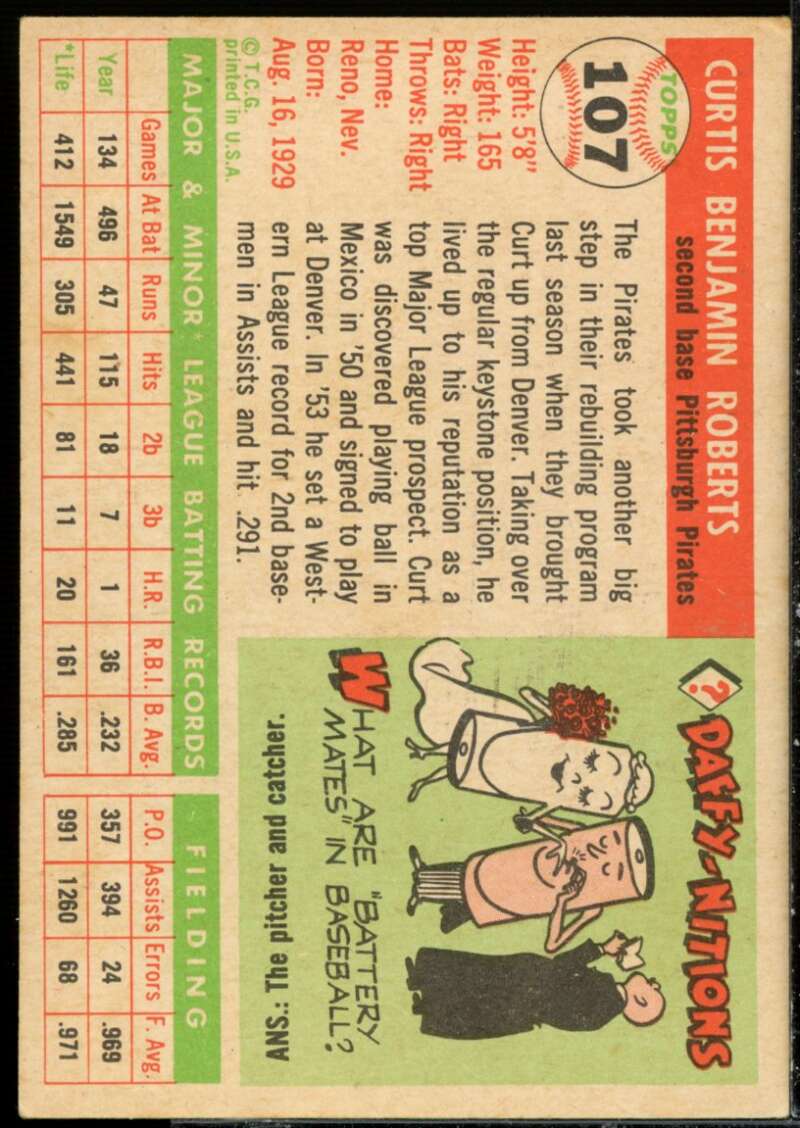 TOPPS
107
CURTIS BENJAMIN ROBERTS
second base Pittsburgh Pirates
Height: 5'8"
Weight: 165
Bats: Right
Throws: Right
Home:
Reno, Nev.
Born:
Aug. 16, 1929
© T.C.G.
printed in U.S.A.
The Pirates took another big
step in their rebuilding program
last season when they brought
Curt up from Denver. Taking over
the regular keystone position, he
lived up to his reputation as a
top Major League prospect. Curt
was discovered playing ball in
Mexico in '50 and signed to play
at Denver. In '53 he set a West-
ern League record for 2nd base-
men in Assists and hit .291.
? DAFFY-NITIONS
WHAT ARE "BATTERY
MATES" IN BASEBALL?
ANS.: The pitcher and catcher.
MAJOR & MINOR* LEAGUE BATTING RECORDS FIELDING
Games At Bat Runs Hits 2b 3b H.R. R.B.I. B. Avg. P.O. Assists Errors F. Avg.
Year 134 496 47 115 18 7 1 36 .232 357 394 24 .969
*Life 412 1549 305 441 81 11 20 161 .285 991 1260 68 .971